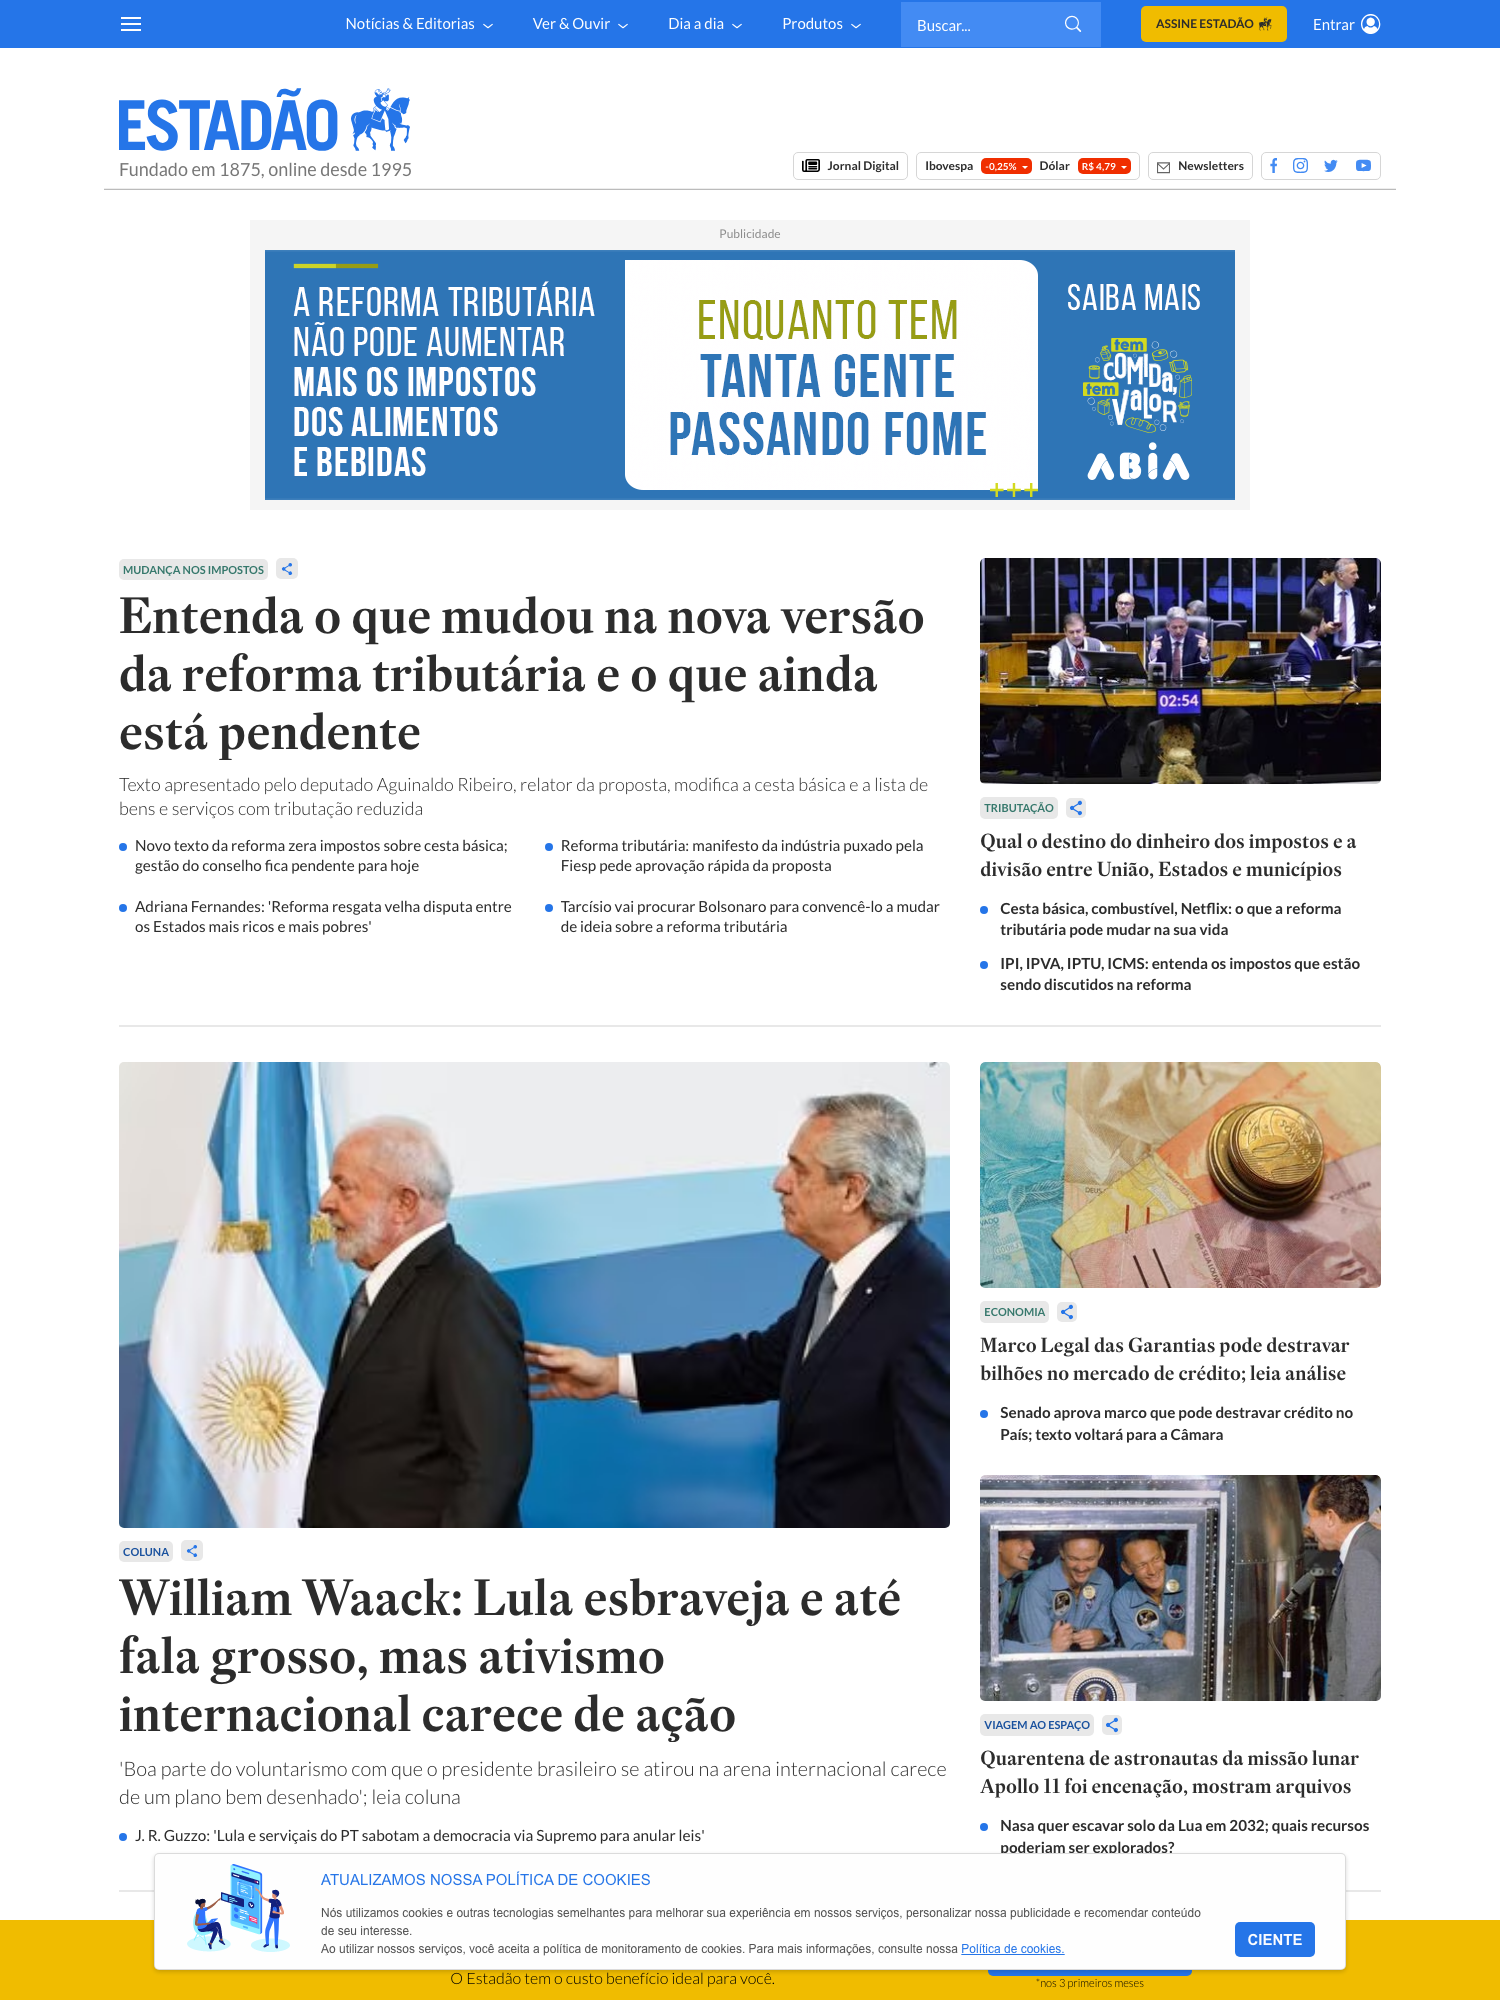 Notícias & Editorias
Ver & Ouvir
Dia a dia
Produtos
Buscar...
ASSINE ESTADÃO
Entrar
ESTADÃO
Fundado em 1875, online desde 1995
Jornal Digital
Ibovespa -0,25% Dólar R$ 4,79
Newsletters
Publicidade
A REFORMA TRIBUTÁRIA
NÃO PODE AUMENTAR
MAIS OS IMPOSTOS
DOS ALIMENTOS
E BEBIDAS
ENQUANTO TEM
TANTA GENTE
PASSANDO FOME
SAIBA MAIS
tem
COMIDA,
tem
VALOR
ABIA
MUDANÇA NOS IMPOSTOS
Entenda o que mudou na nova versão
da reforma tributária e o que ainda
está pendente
Texto apresentado pelo deputado Aguinaldo Ribeiro, relator da proposta, modifica a cesta básica e a lista de
bens e serviços com tributação reduzida
Novo texto da reforma zera impostos sobre cesta básica;
gestão do conselho fica pendente para hoje
Reforma tributária: manifesto da indústria puxado pela
Fiesp pede aprovação rápida da proposta
Adriana Fernandes: 'Reforma resgata velha disputa entre
os Estados mais ricos e mais pobres'
Tarcísio vai procurar Bolsonaro para convencê-lo a mudar
de ideia sobre a reforma tributária
02:54
TRIBUTAÇÃO
Qual o destino do dinheiro dos impostos e a
divisão entre União, Estados e municípios
Cesta básica, combustível, Netflix: o que a reforma
tributária pode mudar na sua vida
IPI, IPVA, IPTU, ICMS: entenda os impostos que estão
sendo discutidos na reforma
COLUNA
William Waack: Lula esbraveja e até
fala grosso, mas ativismo
internacional carece de ação
'Boa parte do voluntarismo com que o presidente brasileiro se atirou na arena internacional carece
de um plano bem desenhado'; leia coluna
J. R. Guzzo: 'Lula e serviçais do PT sabotam a democracia via Supremo para anular leis'
ECONOMIA
Marco Legal das Garantias pode destravar
bilhões no mercado de crédito; leia análise
Senado aprova marco que pode destravar crédito no
País; texto voltará para a Câmara
VIAGEM AO ESPAÇO
Quarentena de astronautas da missão lunar
Apollo 11 foi encenação, mostram arquivos
Nasa quer escavar solo da Lua em 2032; quais recursos
poderiam ser explorados?
ATUALIZAMOS NOSSA POLÍTICA DE COOKIES
Nós utilizamos cookies e outras tecnologias semelhantes para melhorar sua experiência em nossos serviços, personalizar nossa publicidade e recomendar conteúdo
de seu interesse.
Ao utilizar nossos serviços, você aceita a política de monitoramento de cookies. Para mais informações, consulte nossa Política de cookies.
CIENTE
O Estadão tem o custo benefício ideal para você.
*nos 3 primeiros meses